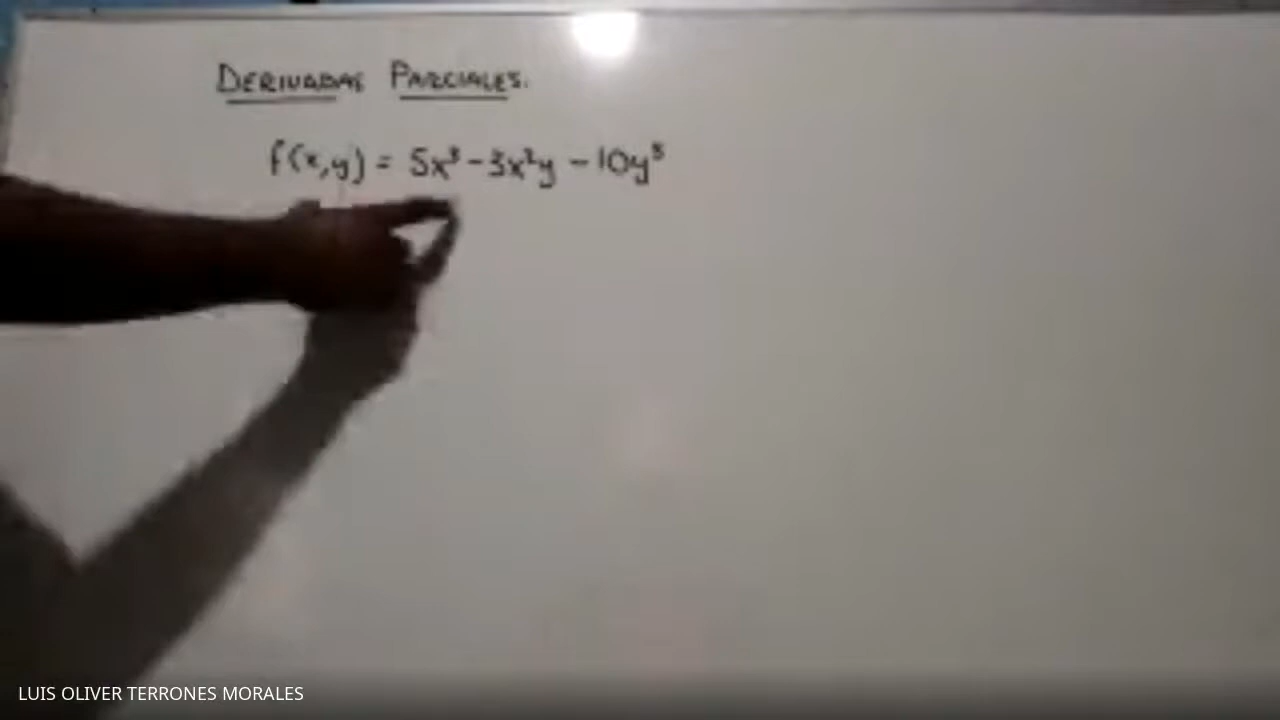 DERIVADAS PARCIALES.
f(x,y) = 5x³ - 3x²y - 10y³
LUIS OLIVER TERRONES MORALES